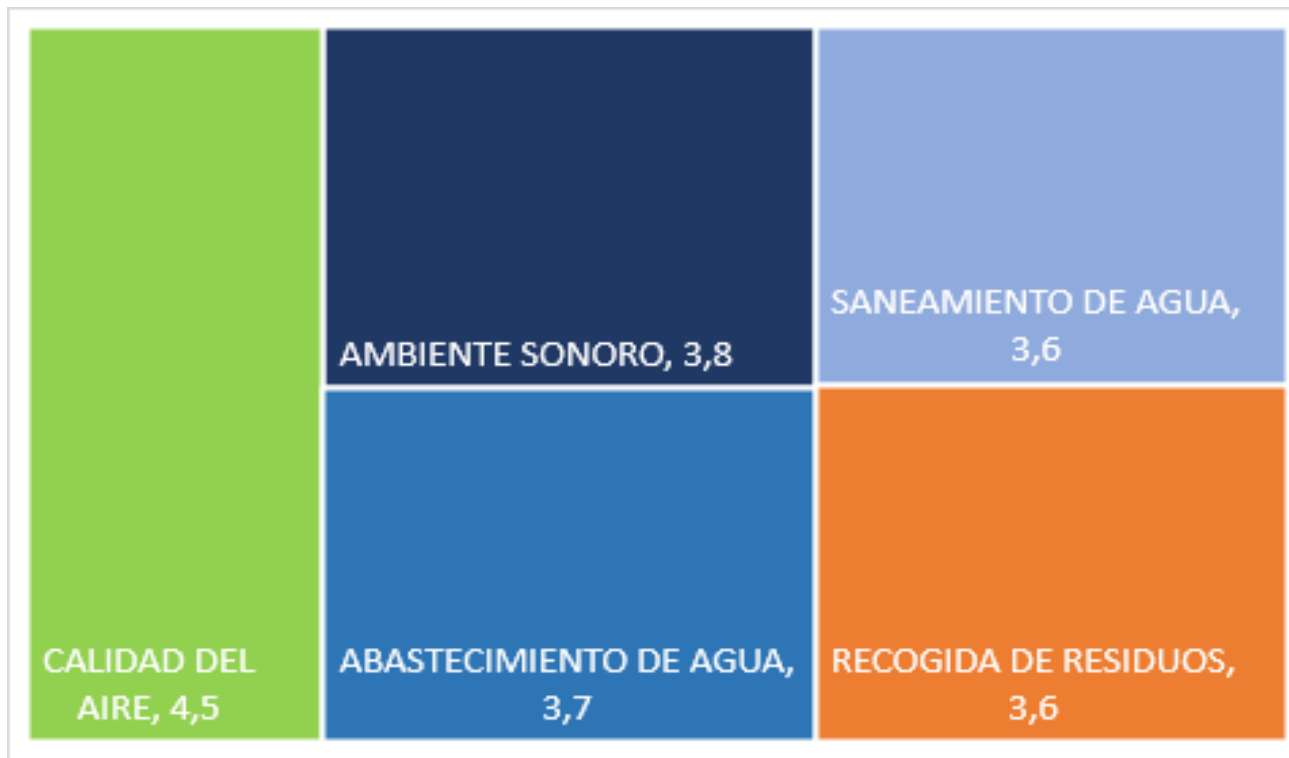 CALIDAD DEL
AIRE, 4,5
AMBIENTE SONORO, 3,8
ABASTECIMIENTO DE AGUA,
3,7
SANEAMIENTO DE AGUA,
3,6
RECOGIDA DE RESIDUOS,
3,6